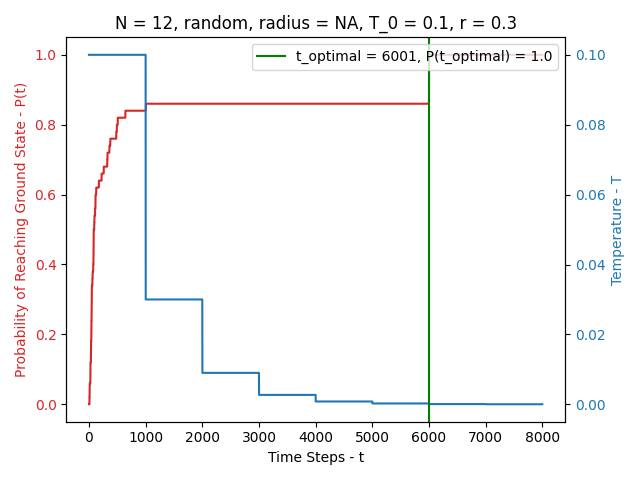 N = 12, random, radius = NA, T_0 = 0.1, r = 0.3
t_optimal = 6001, P(t_optimal) = 1.0
Probability of Reaching Ground State - P(t)
1.0
0.8
0.6
0.4
0.2
0.0
0.10
0.08
0.06
0.04
0.02
0.00
Temperature - T
0 1000 2000 3000 4000 5000 6000 7000 8000
Time Steps - t